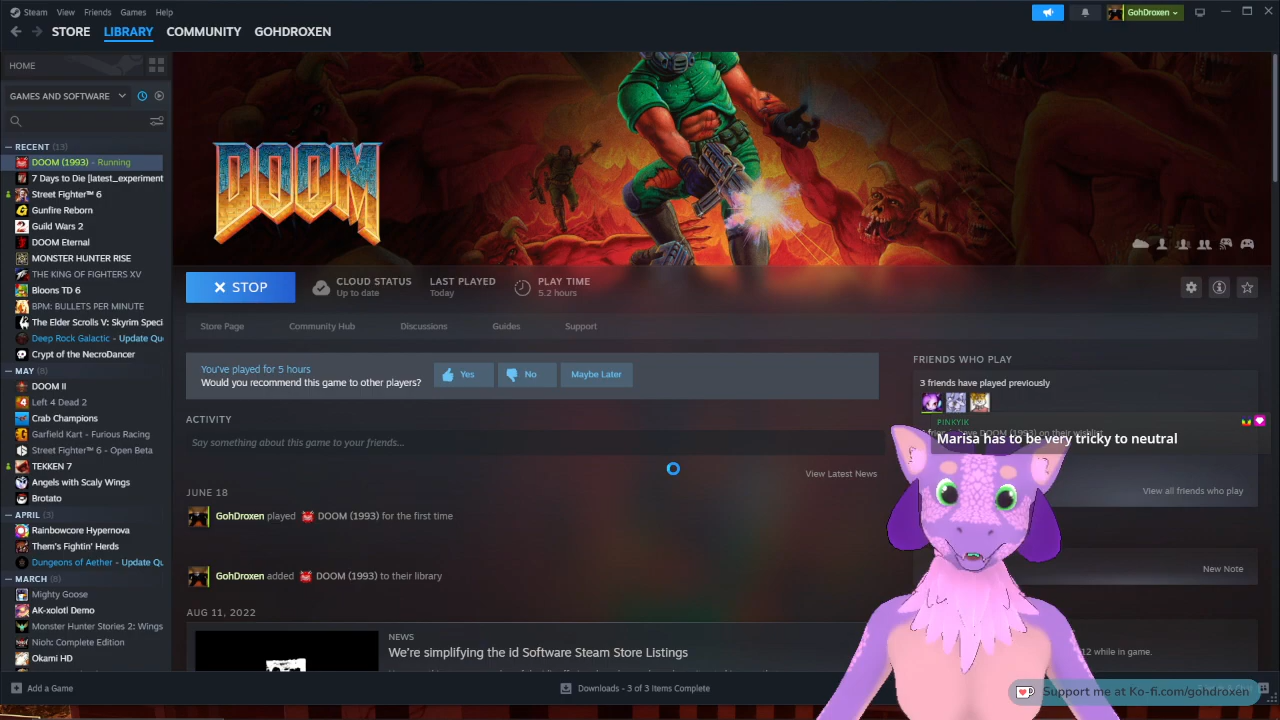 Steam View Friends Games Help
GohDroxen
STORE LIBRARY COMMUNITY GOHDROXEN
HOME
GAMES AND SOFTWARE
RECENT (13)
DOOM (1993) - Running
7 Days to Die [latest_experiment
Street Fighter™ 6
Gunfire Reborn
Guild Wars 2
DOOM Eternal
MONSTER HUNTER RISE
THE KING OF FIGHTERS XV
Bloons TD 6
BPM: BULLETS PER MINUTE
The Elder Scrolls V: Skyrim Speci
Deep Rock Galactic - Update Qu
Crypt of the NecroDancer
MAY (8)
DOOM II
Left 4 Dead 2
Crab Champions
Garfield Kart - Furious Racing
Street Fighter™ 6 - Open Beta
TEKKEN 7
Angels with Scaly Wings
Brotato
APRIL (3)
Rainbowcore Hypernova
Them's Fightin' Herds
Dungeons of Aether - Update Qu
MARCH (8)
Mighty Goose
AK-xolotl Demo
Monster Hunter Stories 2: Wings
Nioh: Complete Edition
Okami HD
Add a Game
DOOM
STOP
CLOUD STATUS
Up to date
LAST PLAYED
Today
PLAY TIME
5.2 hours
Store Page Community Hub Discussions Guides Support
You've played for 5 hours
Would you recommend this game to other players?
Yes No Maybe Later
ACTIVITY
Say something about this game to your friends...
View Latest News
JUNE 18
GohDroxen played DOOM (1993) for the first time
GohDroxen added DOOM (1993) to their library
AUG 11, 2022
NEWS
We're simplifying the id Software Steam Store Listings
FRIENDS WHO PLAY
3 friends have played previously
have DOOM (1993) on their wishlist
PINKYIK
Marisa has to be very tricky to neutral
View all friends who play
New Note
12 while in game.
Downloads - 3 of 3 Items Complete
Support me at Ko-fi.com/gohdroxen